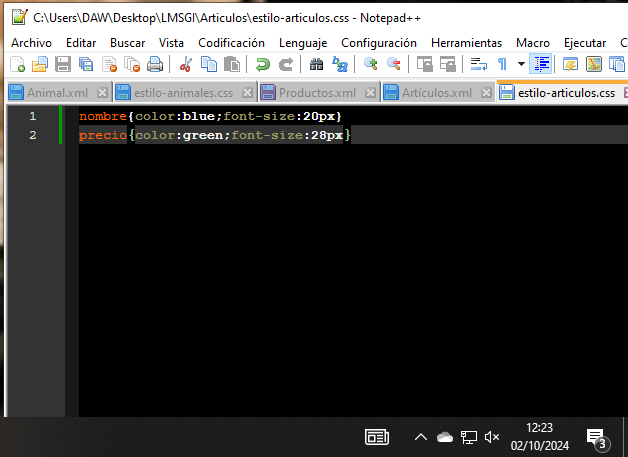 C:\Users\DAW\Desktop\LMSGI\Articulos\estilo-articulos.css - Notepad++
Archivo Editar Buscar Vista Codificación Lenguaje Configuración Herramientas Macro Ejecutar C
Animal.xml estilo-animales.css Productos.xml Artículos.xml estilo-articulos.css
1 nombre{color:blue;font-size:20px}
2 precio{color:green;font-size:28px}
12:23
02/10/2024
3